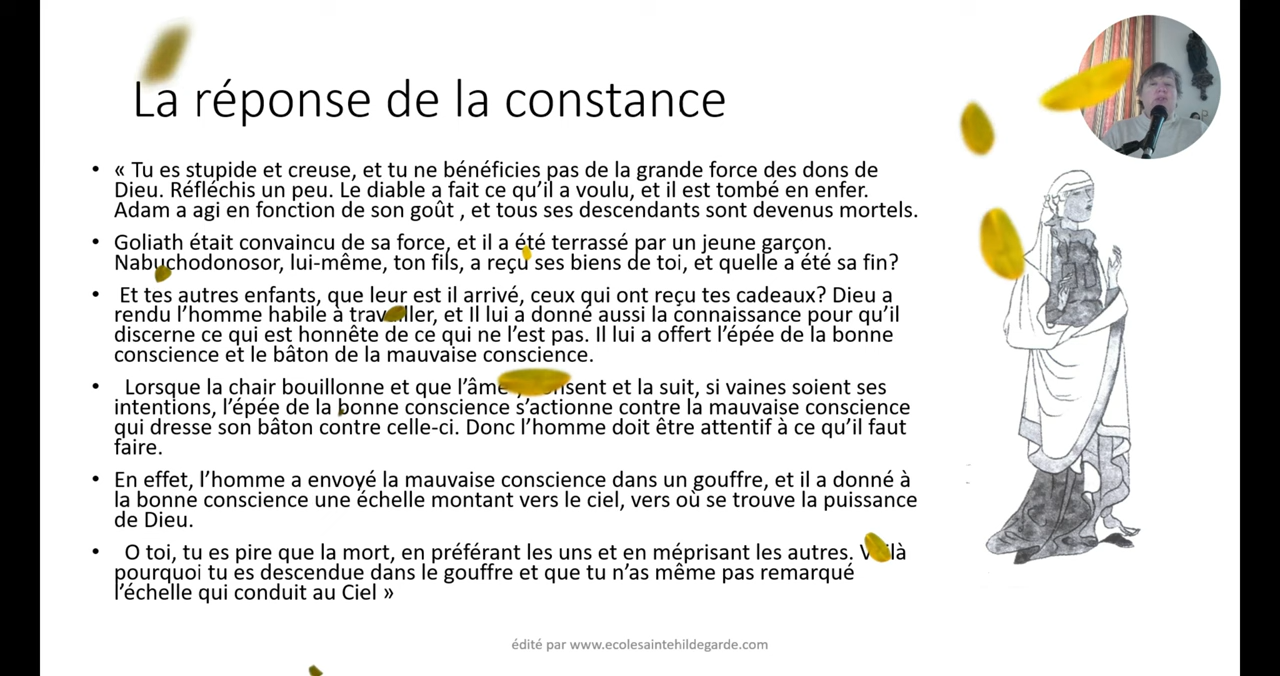 La réponse de la constance
• « Tu es stupide et creuse, et tu ne bénéficies pas de la grande force des dons de
Dieu. Réfléchis un peu. Le diable a fait ce qu'il a voulu, et il est tombé en enfer.
Adam a agi en fonction de son goût , et tous ses descendants sont devenus mortels.
• Goliath était convaincu de sa force, et il a été terrassé par un jeune garçon.
Nabuchodonosor, lui-même, ton fils, a reçu ses biens de toi, et quelle a été sa fin?
• Et tes autres enfants, que leur est il arrivé, ceux qui ont reçu tes cadeaux? Dieu a
rendu l'homme habile à travailler, et Il lui a donné aussi la connaissance pour qu'il
discerne ce qui est honnête de ce qui ne l'est pas. Il lui a offert l'épée de la bonne
conscience et le bâton de la mauvaise conscience.
• Lorsque la chair bouillonne et que l'âme et la suit, si vaines soient ses
intentions, l'épée de la bonne conscience s'actionne contre la mauvaise conscience
qui dresse son bâton contre celle-ci. Donc l'homme doit être attentif à ce qu'il faut
faire.
• En effet, l'homme a envoyé la mauvaise conscience dans un gouffre, et il a donné à
la bonne conscience une échelle montant vers le ciel, vers où se trouve la puissance
de Dieu.
• O toi, tu es pire que la mort, en préférant les uns et en méprisant les autres. Voilà
pourquoi tu es descendue dans le gouffre et que tu n'as même pas remarqué
l'échelle qui conduit au Ciel »
édité par www.ecolesaintehildegarde.com